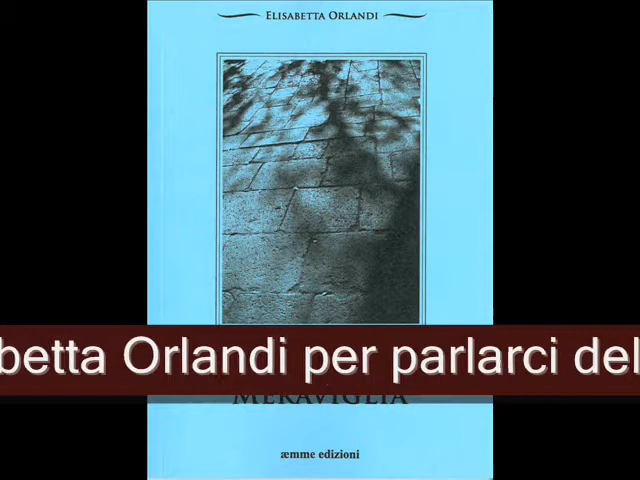 ELISABETTA ORLANDI
betta Orlandi per parlarci del
MERAVIGLIA
æmme edizioni